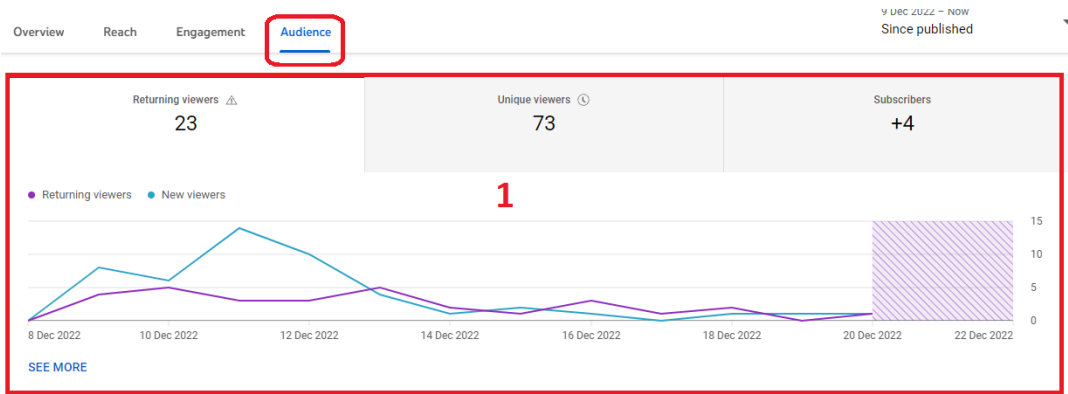 9 Dec 2022 – Now
Overview Reach Engagement Audience Since published
Returning viewers Unique viewers Subscribers
23 73 +4
Returning viewers New viewers
1
15
10
5
0
8 Dec 2022 10 Dec 2022 12 Dec 2022 14 Dec 2022 16 Dec 2022 18 Dec 2022 20 Dec 2022 22 Dec 2022
SEE MORE